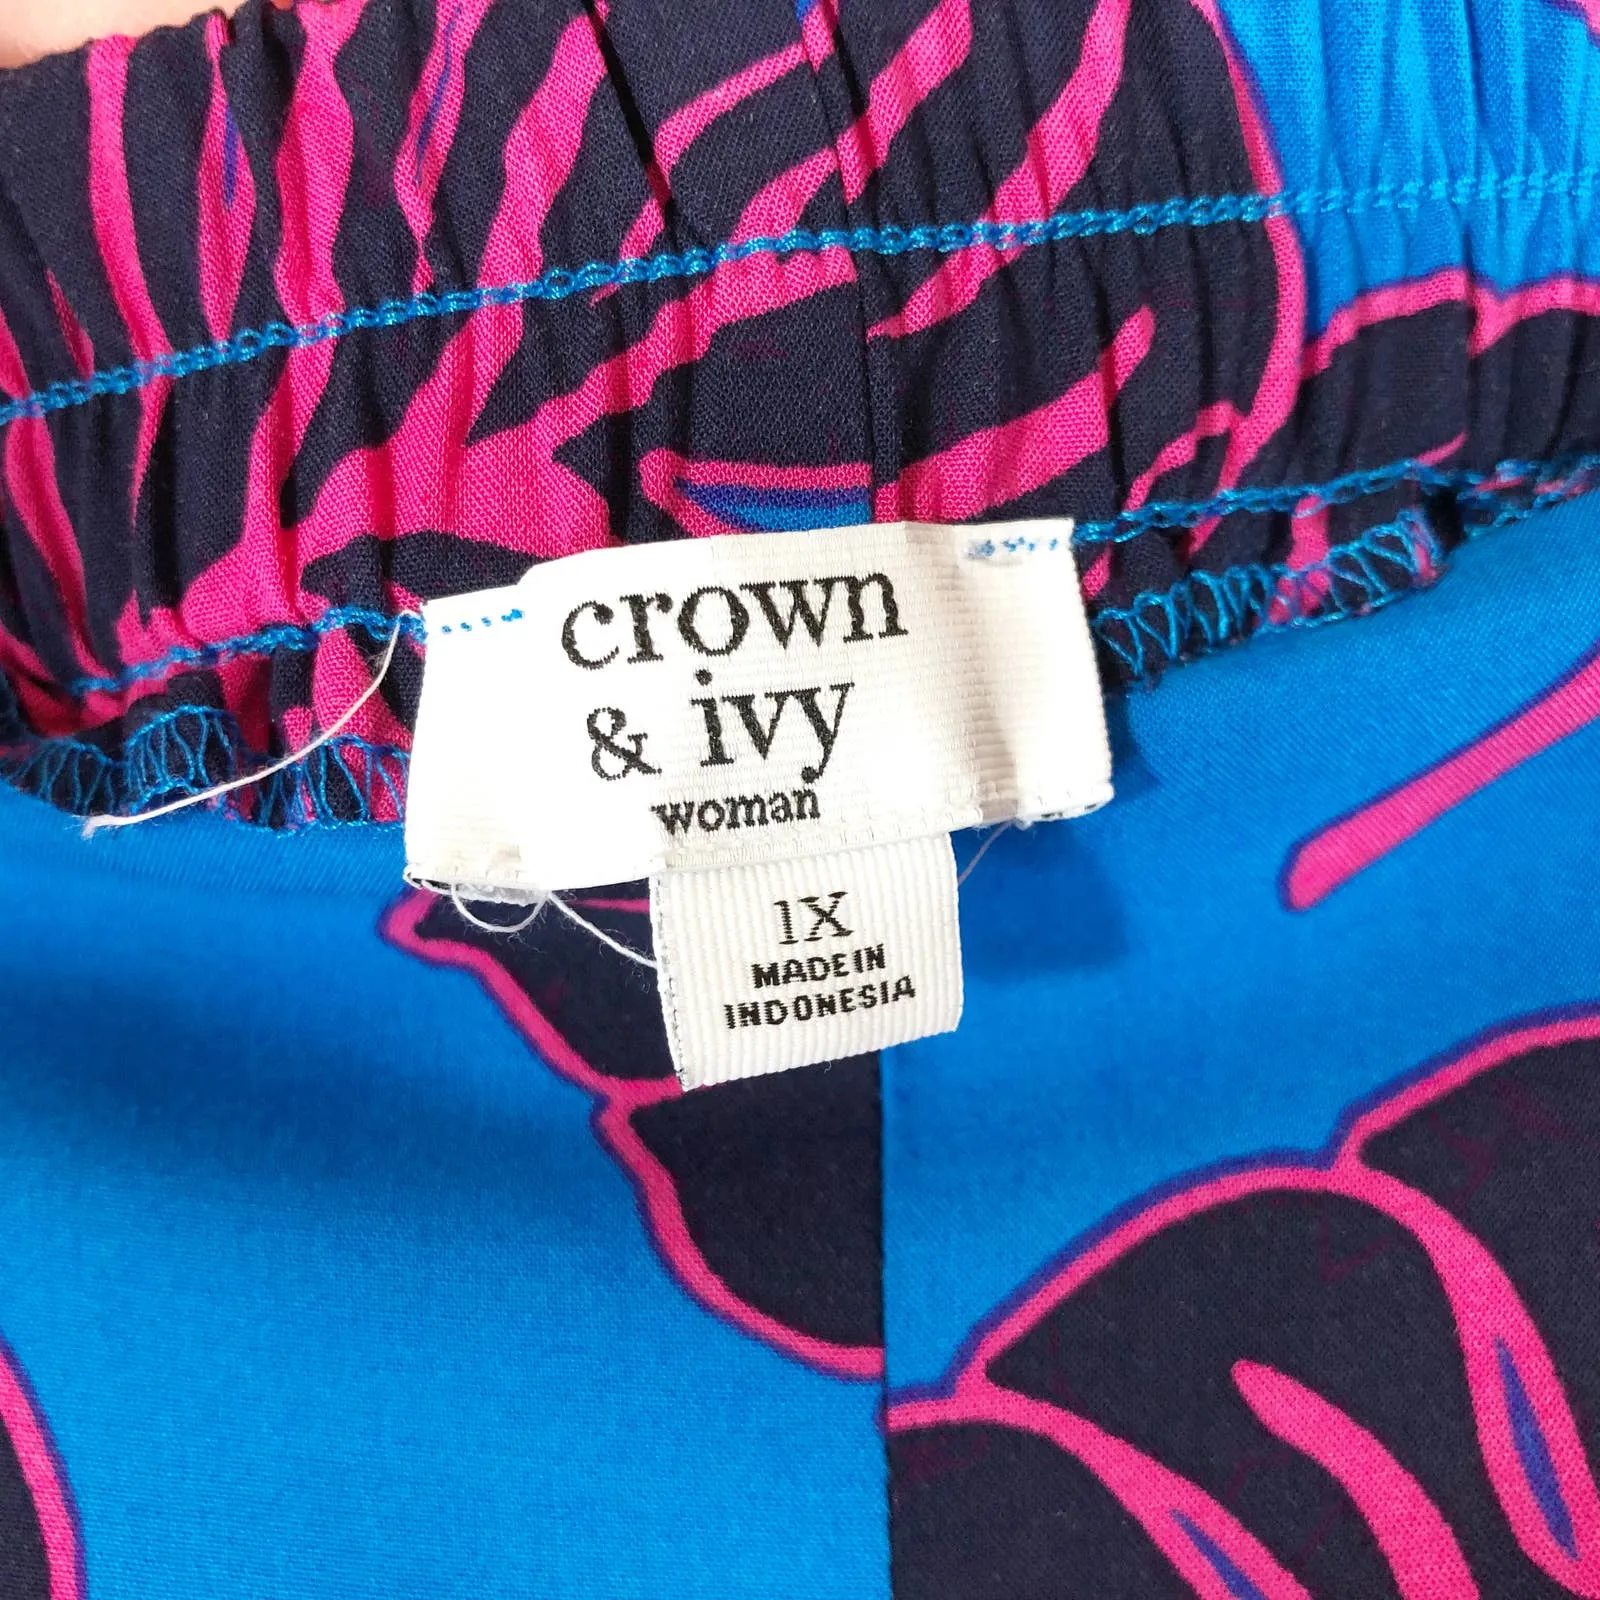 crown
& ivy
woman
1X
MADE IN
INDONESIA